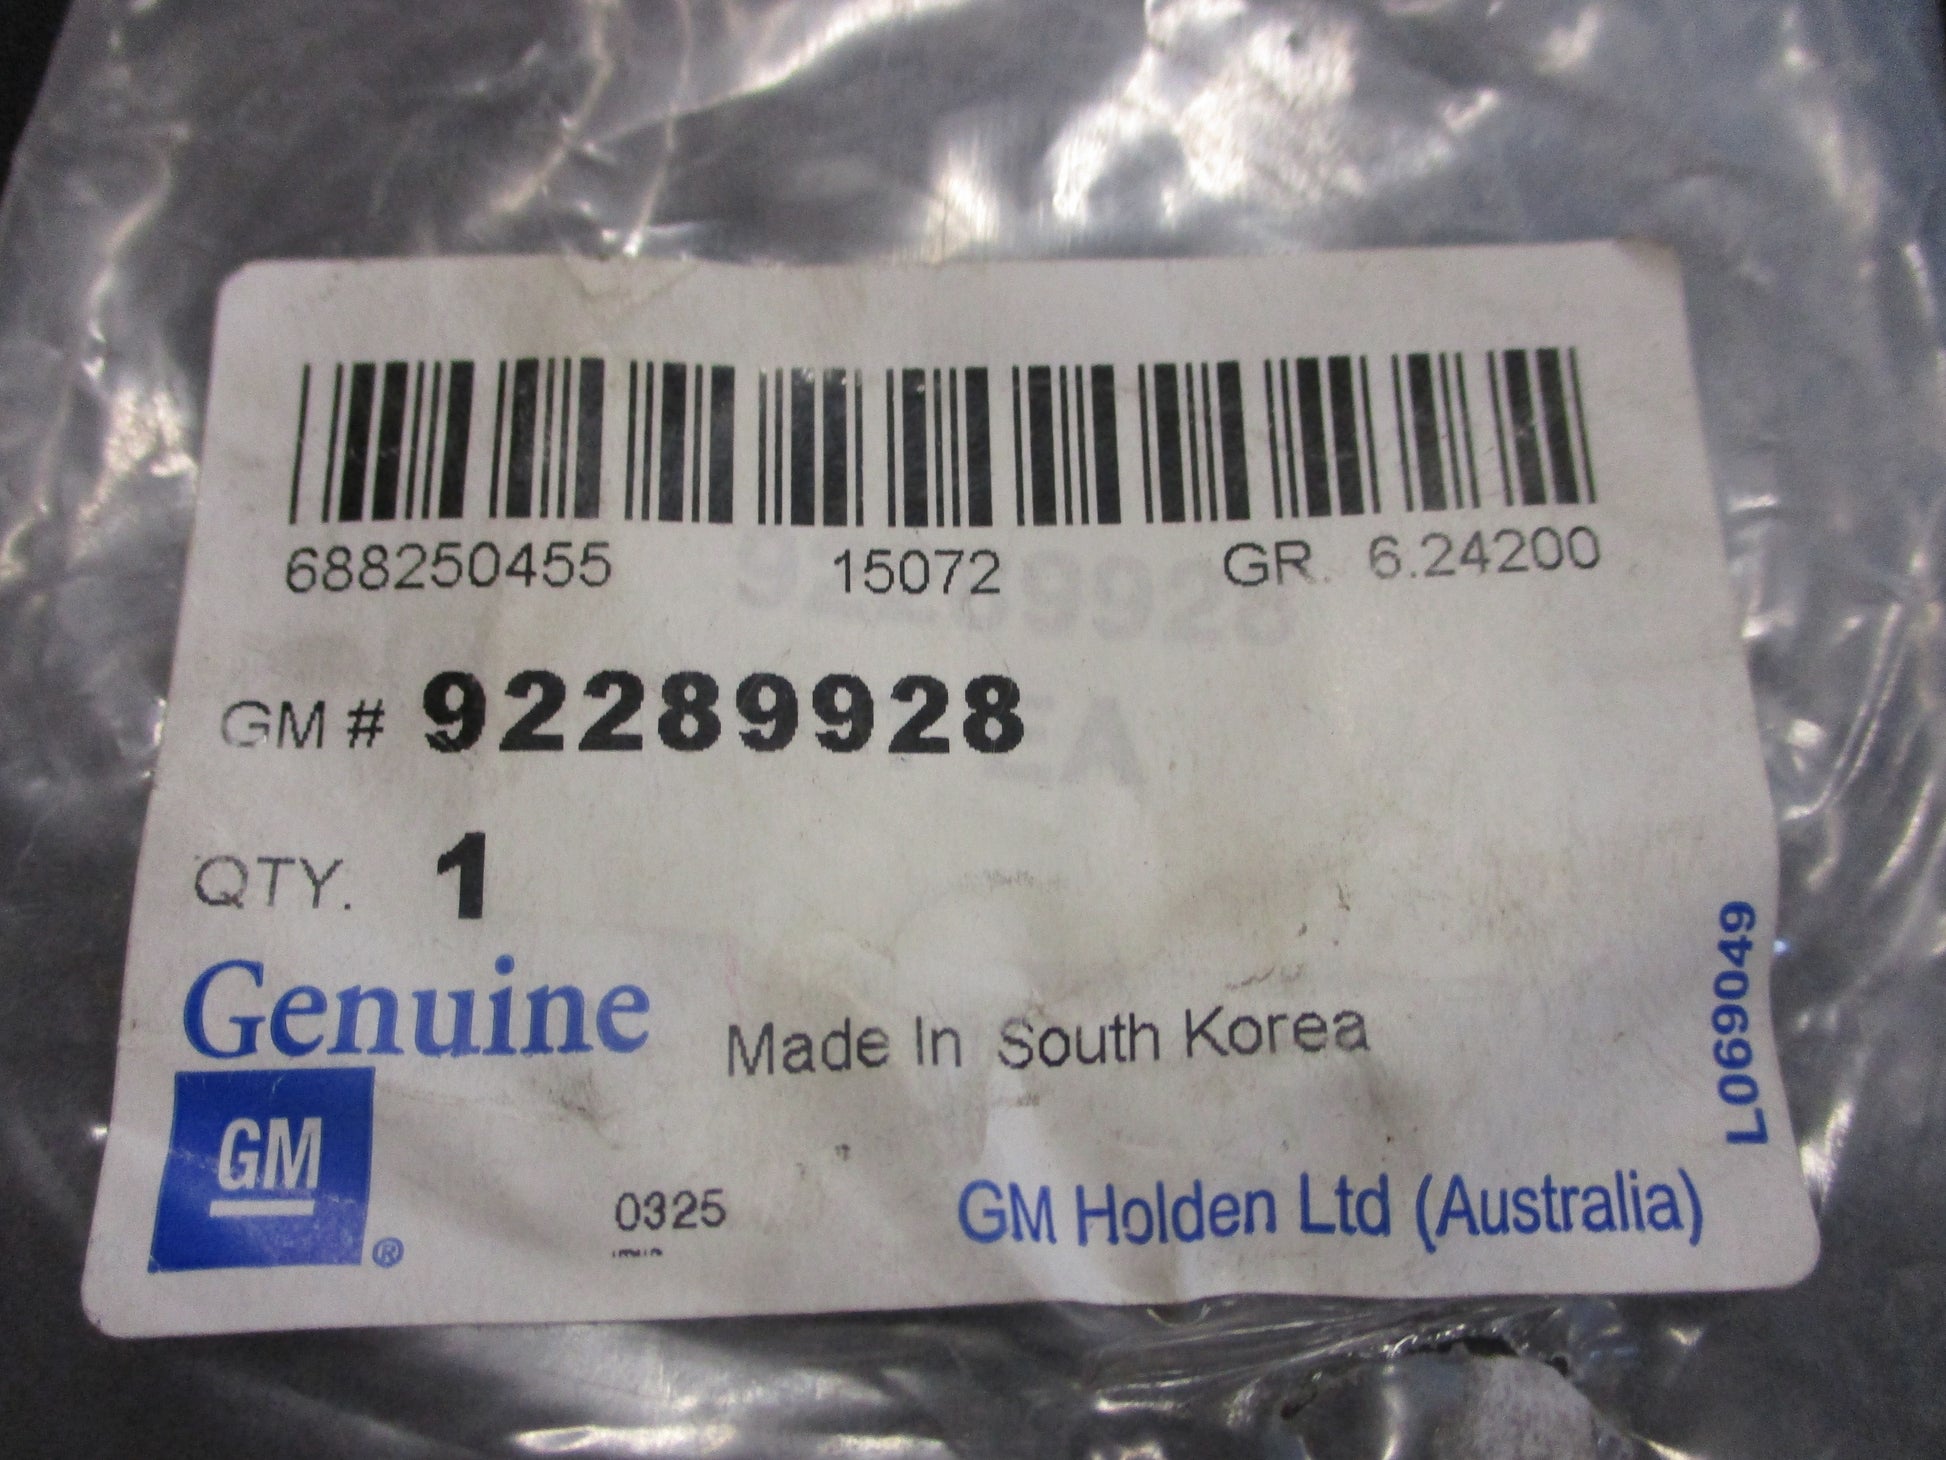 688250455 15072 GR. 6.24200
GM # 92289928
QTY. 1
Genuine
Made In South Korea
GM
®
0325
GM Holden Ltd (Australia)
L069049